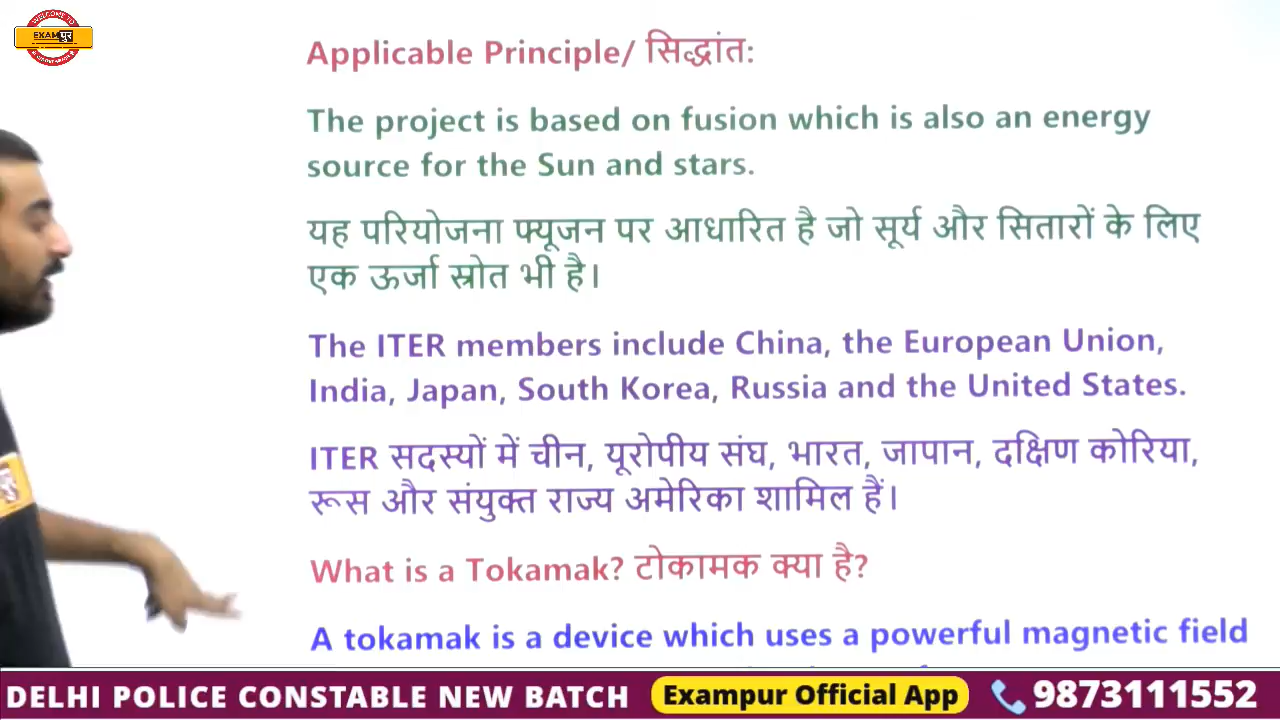 WELCOME TO
EXAMपुर
Applicable Principle/ सिद्धांत:
The project is based on fusion which is also an energy
source for the Sun and stars.
यह परियोजना फ्यूजन पर आधारित है जो सूर्य और सितारों के लिए
एक ऊर्जा स्रोत भी है।
The ITER members include China, the European Union,
India, Japan, South Korea, Russia and the United States.
ITER सदस्यों में चीन, यूरोपीय संघ, भारत, जापान, दक्षिण कोरिया,
रूस और संयुक्त राज्य अमेरिका शामिल हैं।
What is a Tokamak? टोकामक क्या है?
A tokamak is a device which uses a powerful magnetic field
DELHI POLICE CONSTABLE NEW BATCH Exampur Official App 9873111552